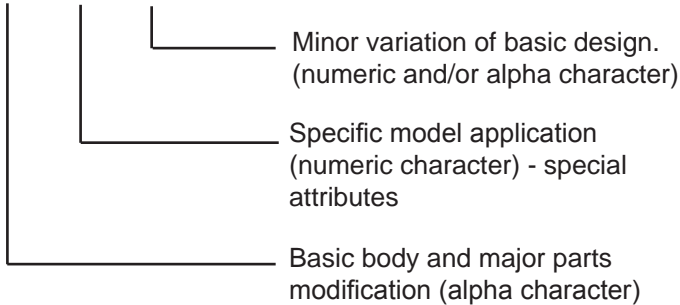 Minor variation of basic design.
(numeric and/or alpha character)
Specific model application
(numeric character) - special
attributes
Basic body and major parts
modification (alpha character)